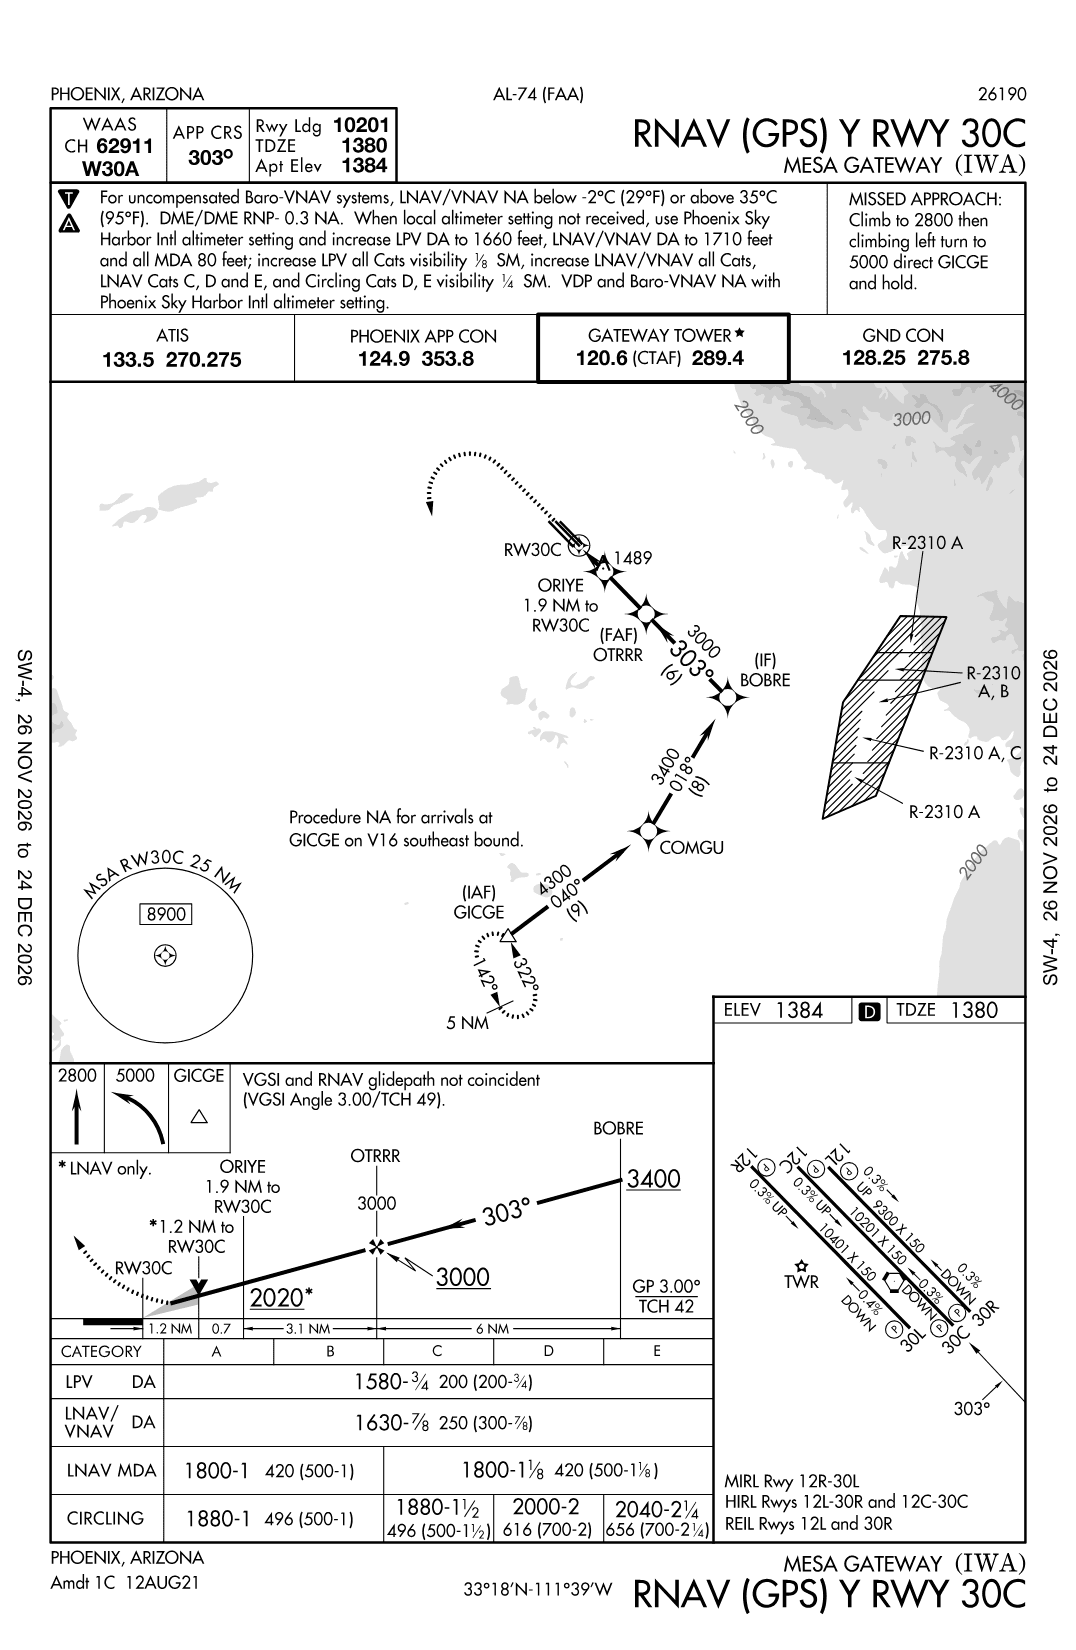 PHOENIX, ARIZONA
AL-74 (FAA)
26190
WAAS
CH 62911
W30A
APP CRS
303°
Rwy Ldg 10201
TDZE 1380
Apt Elev 1384
RNAV (GPS) Y RWY 30C
MESA GATEWAY (IWA)
T
A
For uncompensated Baro-VNAV systems, LNAV/VNAV NA below -2°C (29°F) or above 35°C
(95°F). DME/DME RNP- 0.3 NA. When local altimeter setting not received, use Phoenix Sky
Harbor Intl altimeter setting and increase LPV DA to 1660 feet, LNAV/VNAV DA to 1710 feet
and all MDA 80 feet; increase LPV all Cats visibility ⅛ SM, increase LNAV/VNAV all Cats,
LNAV Cats C, D and E, and Circling Cats D, E visibility ¼ SM. VDP and Baro-VNAV NA with
Phoenix Sky Harbor Intl altimeter setting.
MISSED APPROACH:
Climb to 2800 then
climbing left turn to
5000 direct GICGE
and hold.
ATIS
133.5 270.275
PHOENIX APP CON
124.9 353.8
GATEWAY TOWER★
120.6 (CTAF) 289.4
GND CON
128.25 275.8
2000
3000
4000
RW30C
1489
ORIYE
1.9 NM to
RW30C
(FAF)
OTRRR
3000
303°
(6)
(IF)
BOBRE
R-2310 A
R-2310
A, B
R-2310 A, C
R-2310 A
3400
018°
(8)
COMGU
Procedure NA for arrivals at
GICGE on V16 southeast bound.
2000
4300
040°
(9)
(IAF)
GICGE
142°
322°
5 NM
MSA RW30C 25 NM
8900
SW-4, 26 NOV 2026 to 24 DEC 2026
SW-4, 26 NOV 2026 to 24 DEC 2026
ELEV 1384
D
TDZE 1380
2800
5000
GICGE
VGSI and RNAV glidepath not coincident
(VGSI Angle 3.00/TCH 49).
*LNAV only.
ORIYE
1.9 NM to
RW30C
OTRRR
BOBRE
*1.2 NM to
RW30C
RW30C
3000
303°
3400
3000
2020*
GP 3.00°
TCH 42
1.2 NM
0.7
3.1 NM
6 NM
12R
12C
12L
P
P
P
0.3% UP
0.3% UP
0.3%
UP
9300 X 150
10201 X 150
10401 X 150
TWR
0.3%
DOWN
0.3%
DOWN
0.4%
DOWN
P
P
P
30L
30C
30R
303°
MIRL Rwy 12R-30L
HIRL Rwys 12L-30R and 12C-30C
REIL Rwys 12L and 30R
CATEGORY A B C D E
LPV DA 1580-¾ 200 (200-¾)
LNAV/
VNAV DA 1630-⅞ 250 (300-⅞)
LNAV MDA 1800-1 420 (500-1) 1800-1⅛ 420 (500-1⅛)
CIRCLING 1880-1 496 (500-1)
1880-1½
496 (500-1½)
2000-2
616 (700-2)
2040-2¼
656 (700-2¼)
PHOENIX, ARIZONA
Amdt 1C 12AUG21
33°18'N-111°39'W
MESA GATEWAY (IWA)
RNAV (GPS) Y RWY 30C